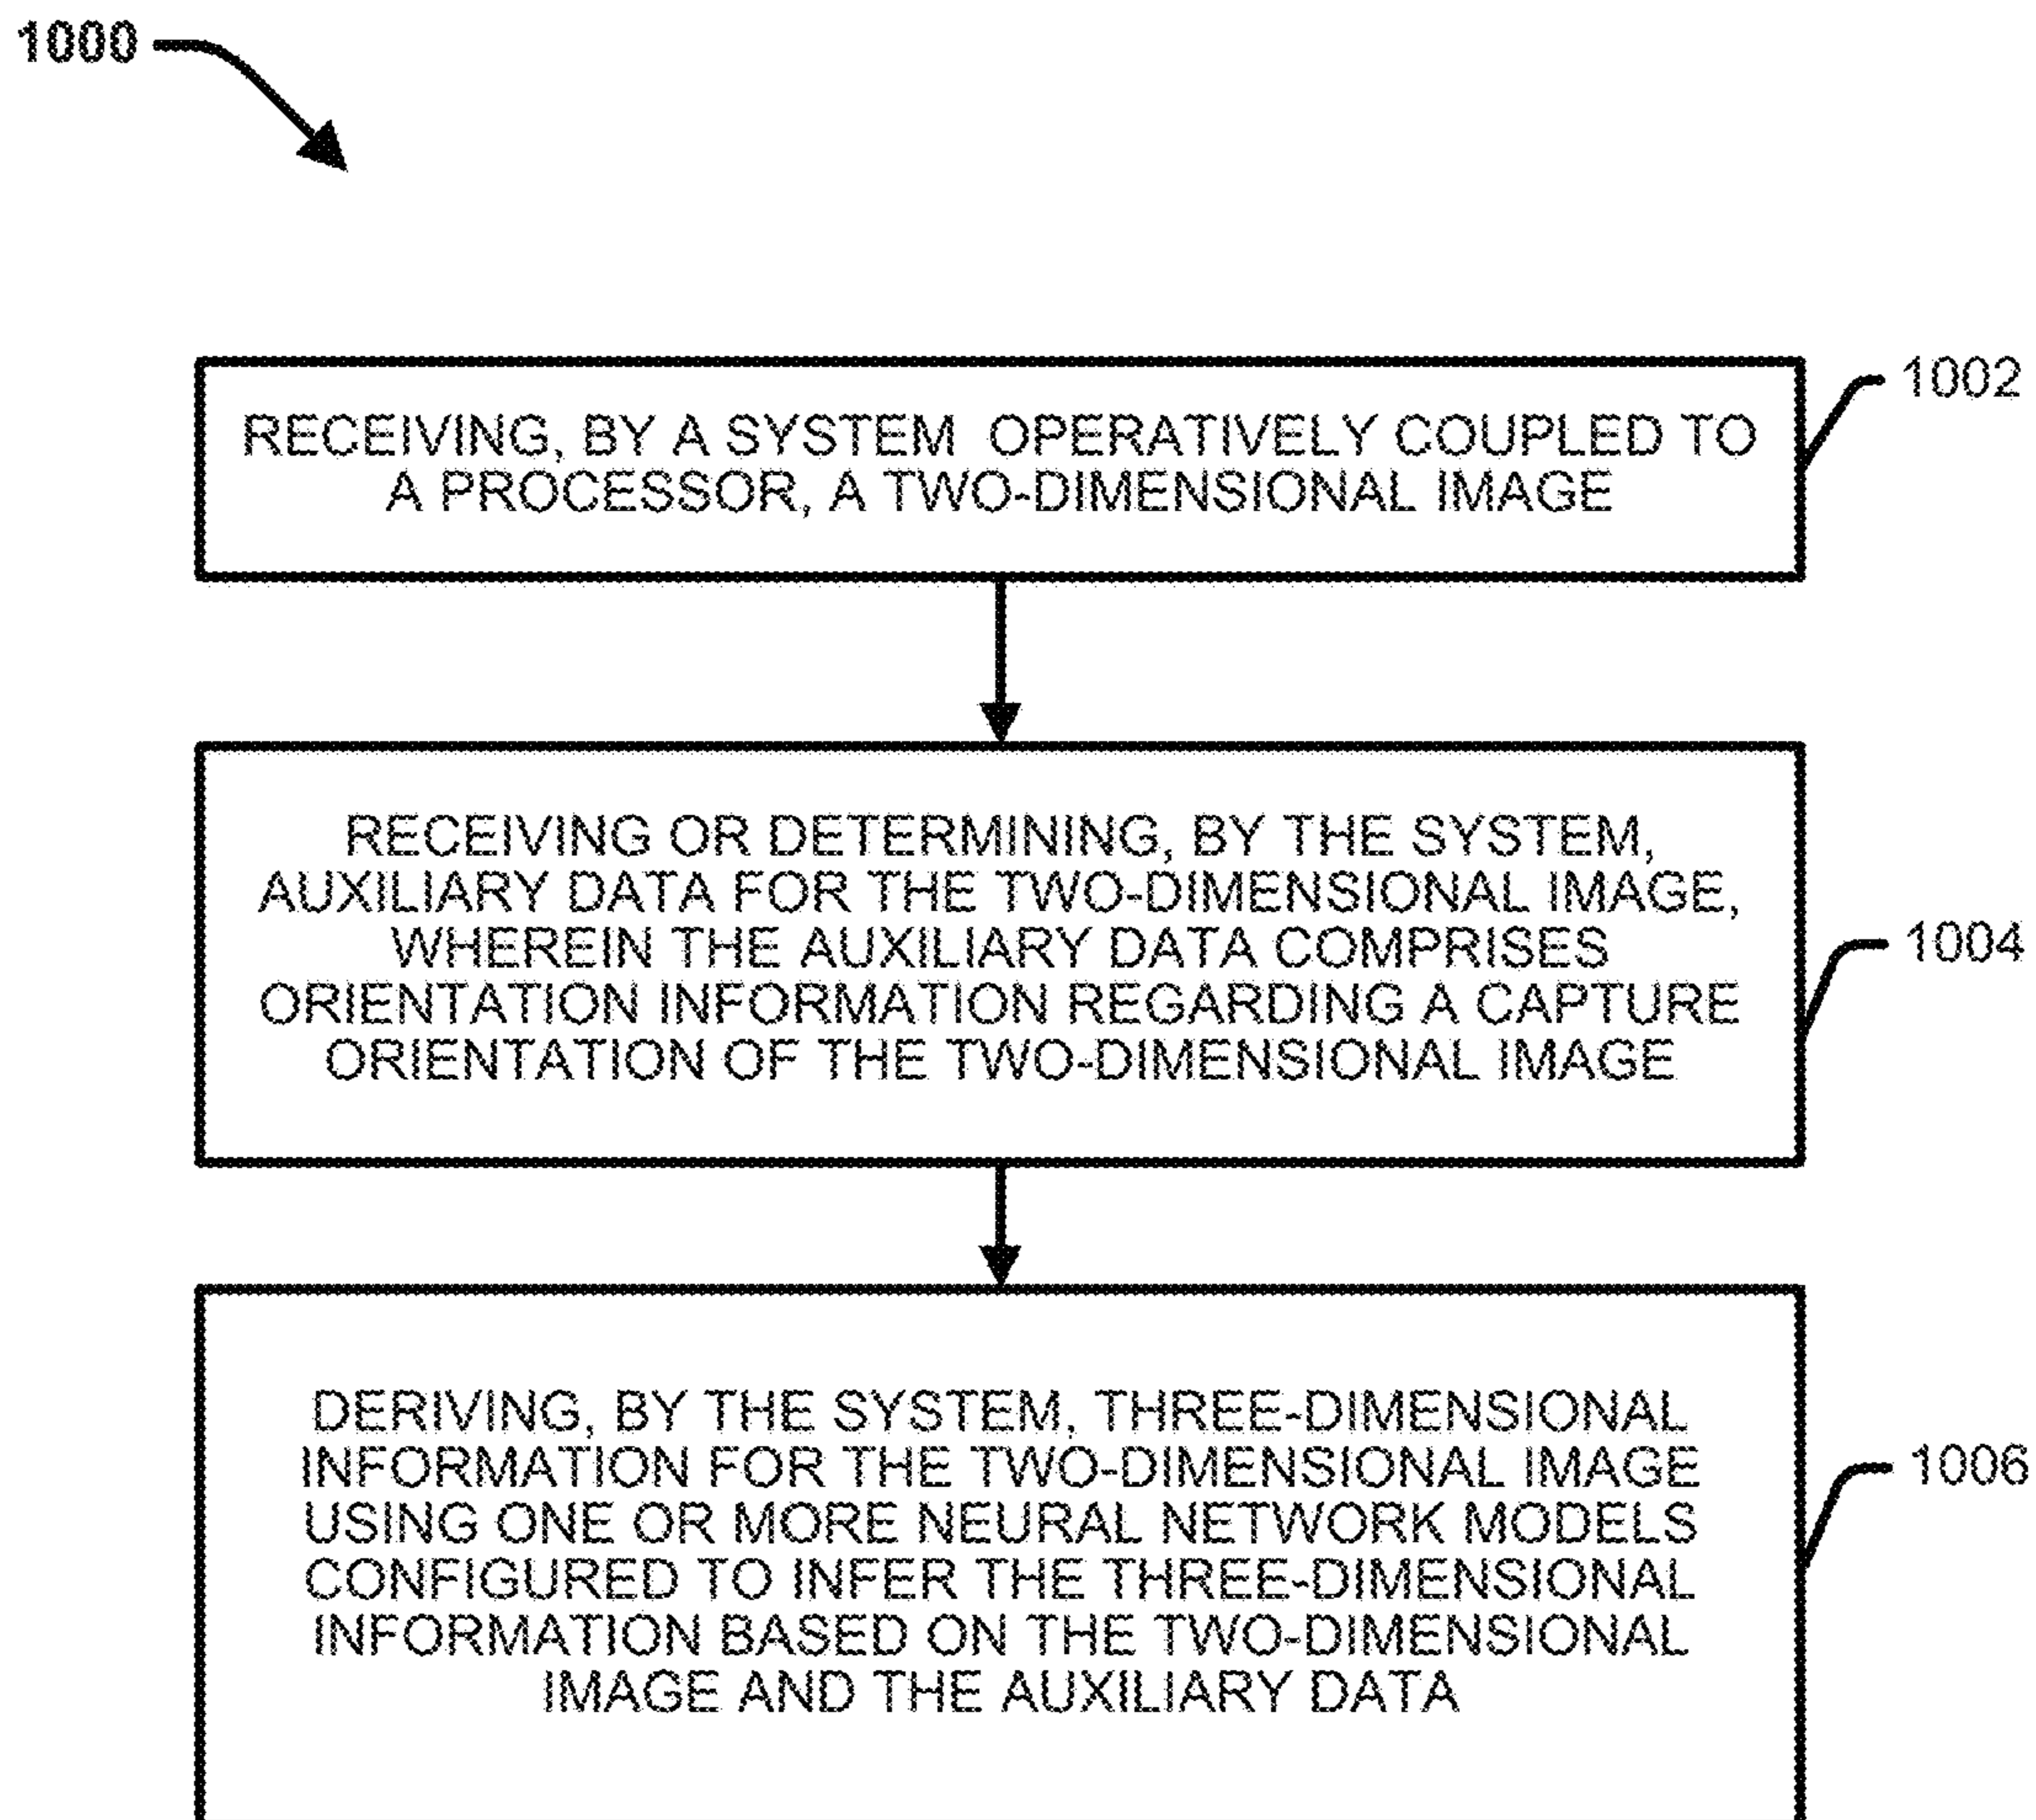 1000
RECEIVING, BY A SYSTEM OPERATIVELY COUPLED TO
A PROCESSOR, A TWO-DIMENSIONAL IMAGE
1002
RECEIVING OR DETERMINING, BY THE SYSTEM,
AUXILIARY DATA FOR THE TWO-DIMENSIONAL IMAGE,
WHEREIN THE AUXILIARY DATA COMPRISES
ORIENTATION INFORMATION REGARDING A CAPTURE
ORIENTATION OF THE TWO-DIMENSIONAL IMAGE
1004
DERIVING, BY THE SYSTEM, THREE-DIMENSIONAL
INFORMATION FOR THE TWO-DIMENSIONAL IMAGE
USING ONE OR MORE NEURAL NETWORK MODELS
CONFIGURED TO INFER THE THREE-DIMENSIONAL
INFORMATION BASED ON THE TWO-DIMENSIONAL
IMAGE AND THE AUXILIARY DATA
1006